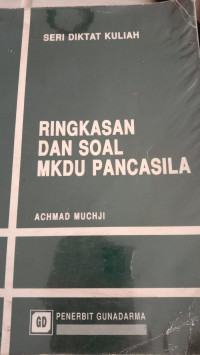 SERI DIKTAT KULIAH
RINGKASAN
DAN SOAL
MKDU PANCASILA
ACHMAD MUCHJI
GD PENERBIT GUNADARMA